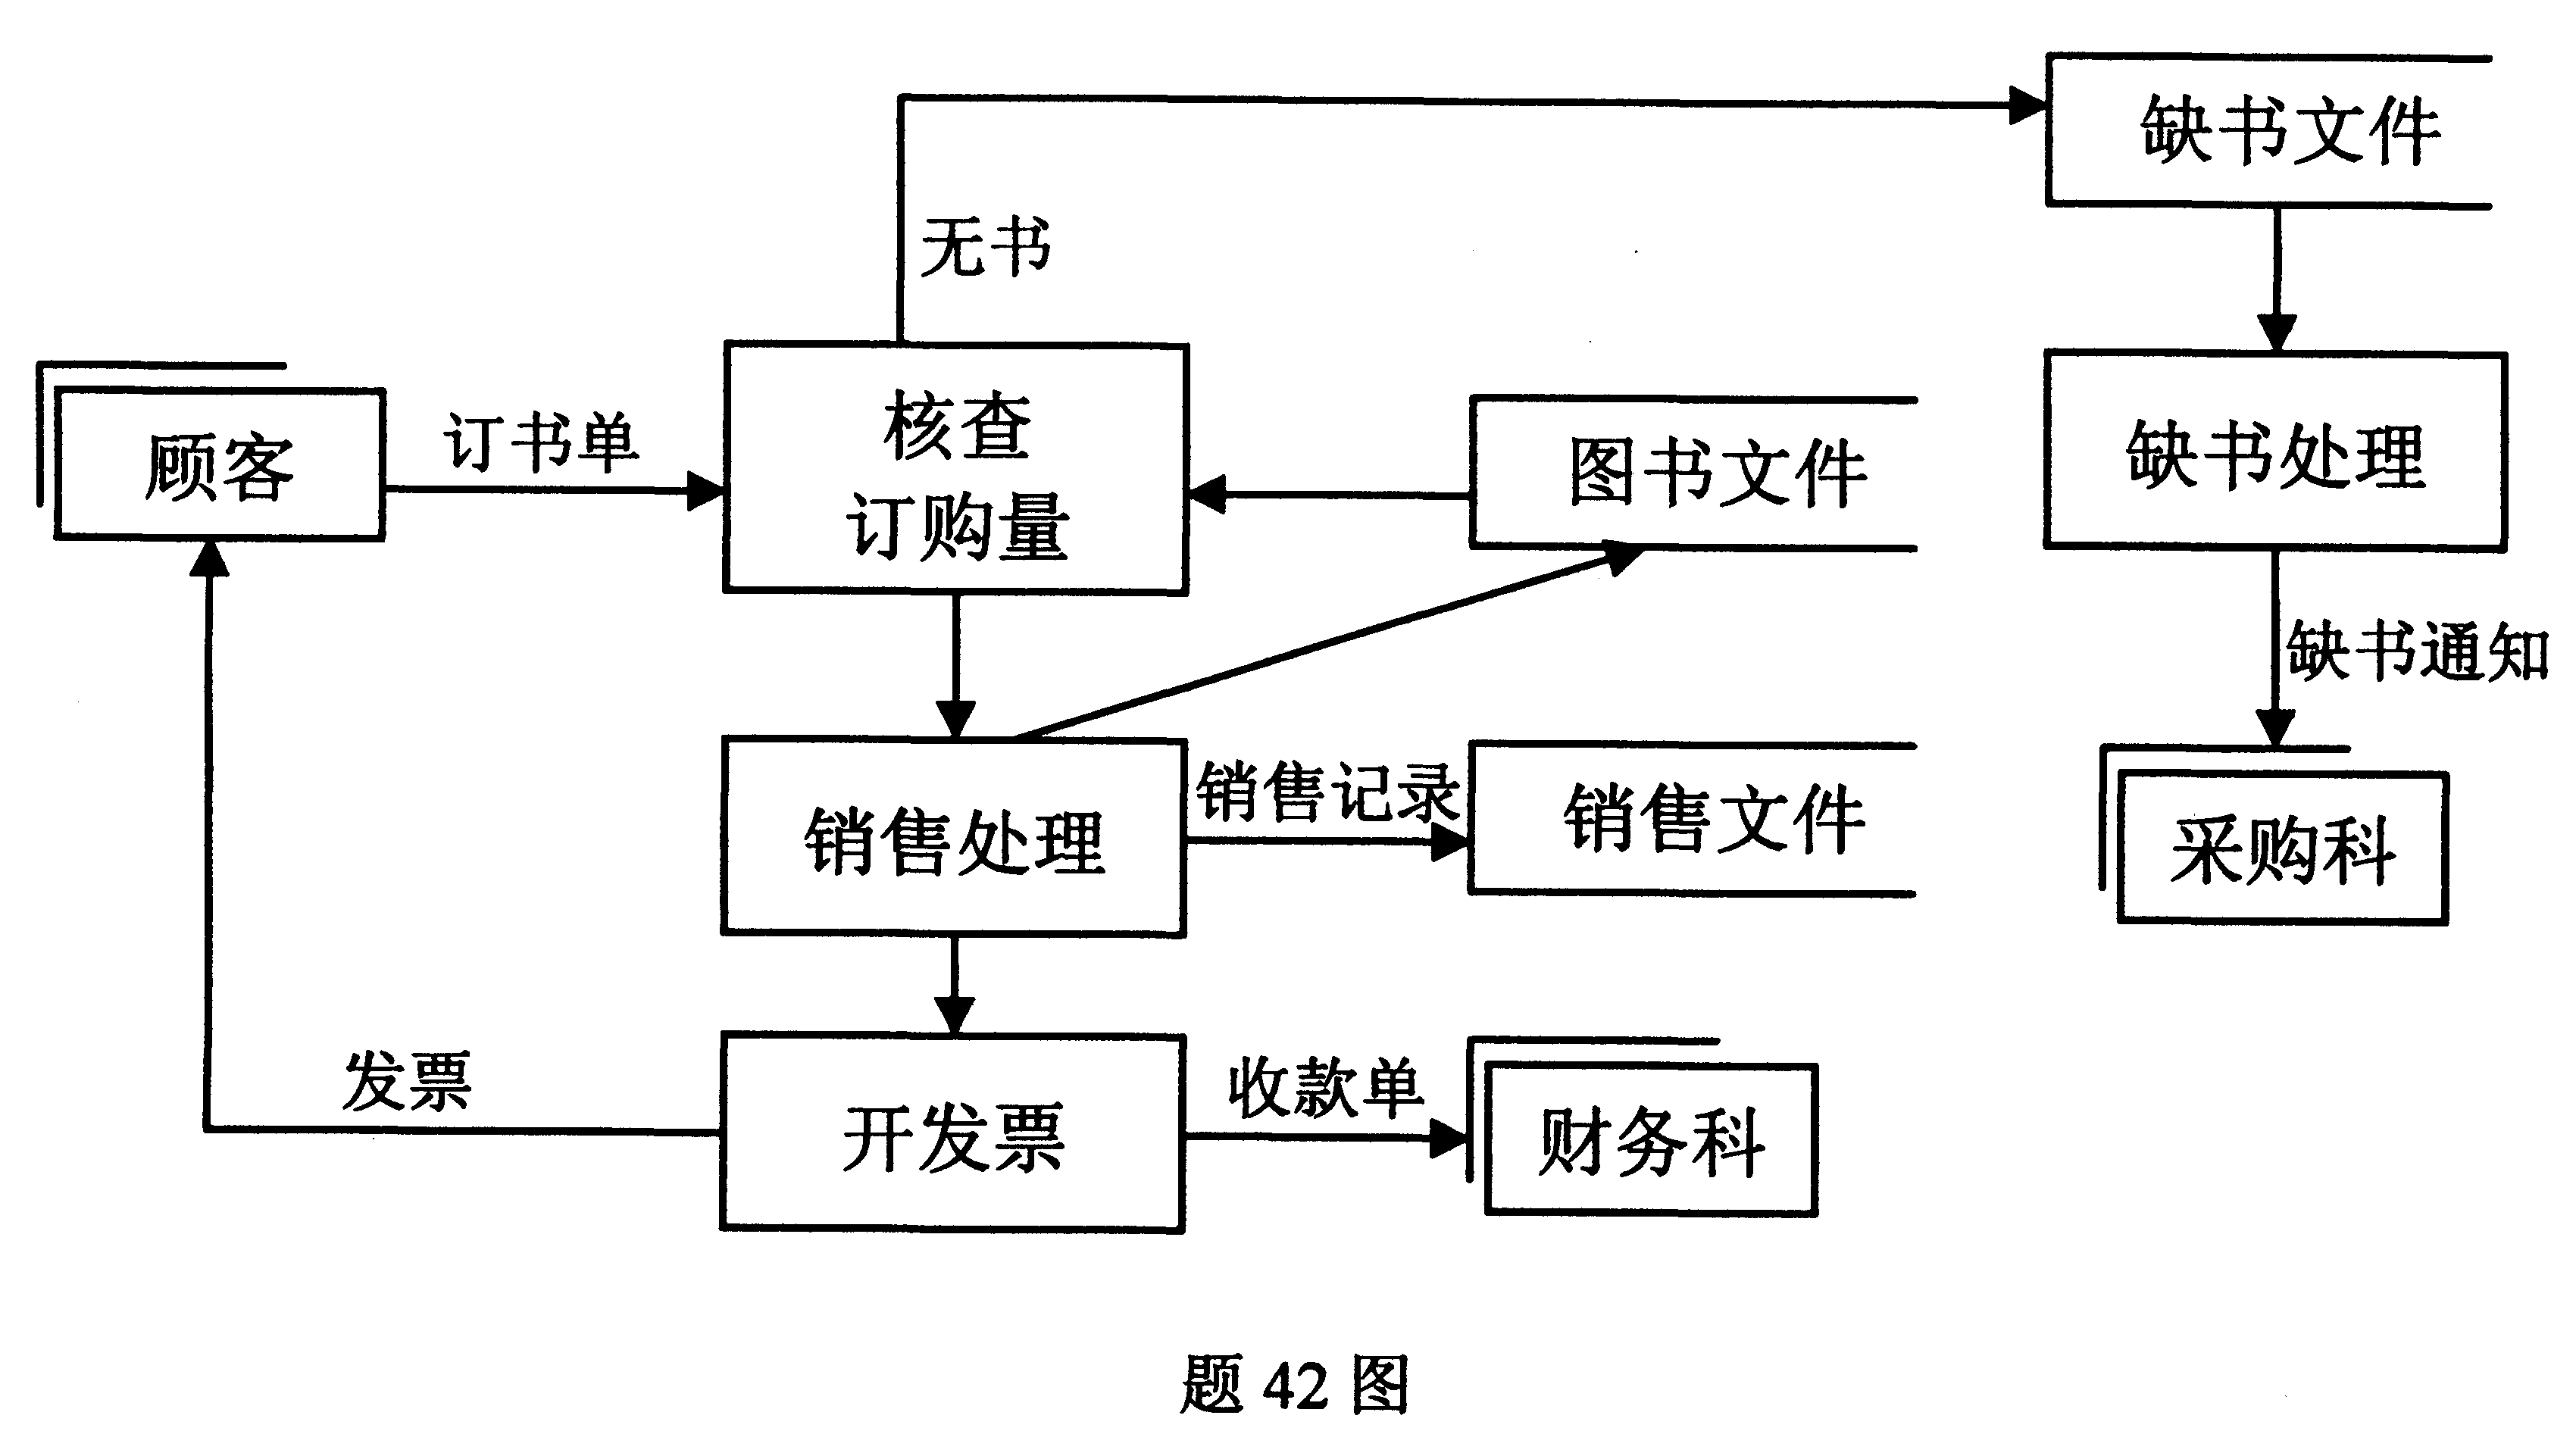 缺书文件
无书
顾客
订书单
核查
订购量
图书文件
缺书处理
缺书通知
销售处理
销售记录
销售文件
采购科
发票
开发票
收款单
财务科
题 42 图